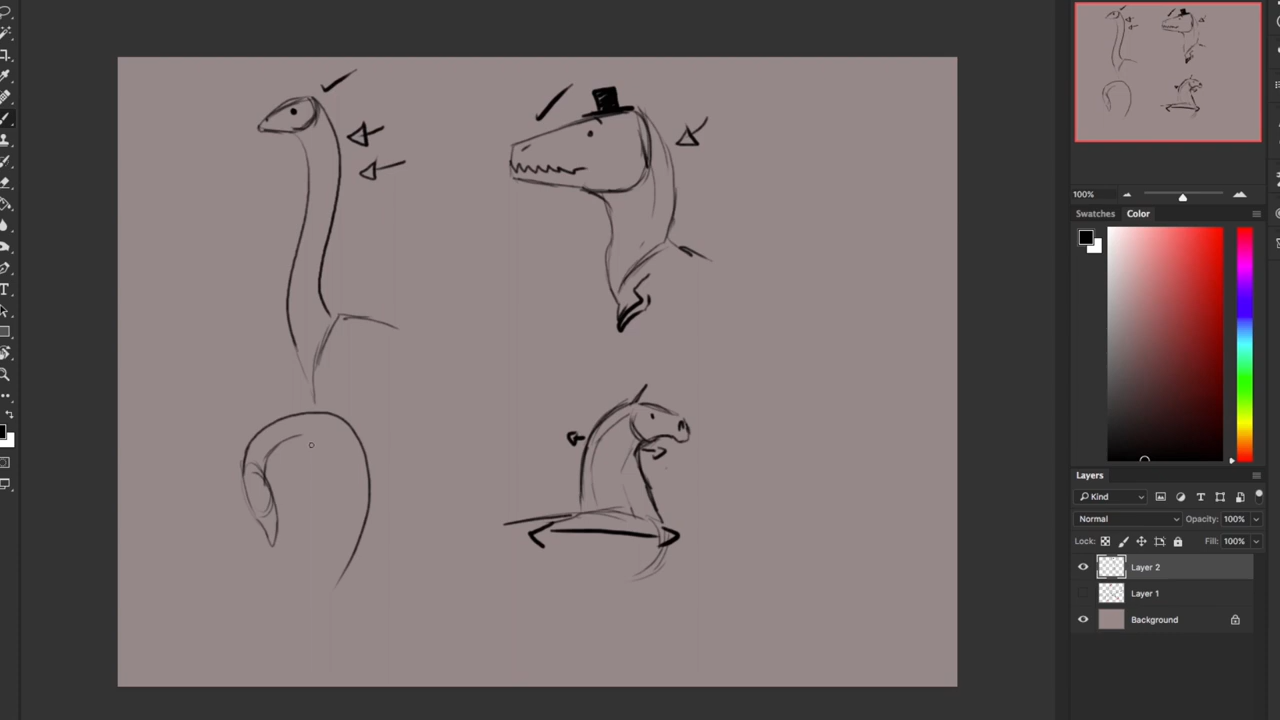 100%
Swatches Color
Layers
Kind
Normal Opacity: 100%
Lock: Fill: 100%
Layer 2
Layer 1
Background